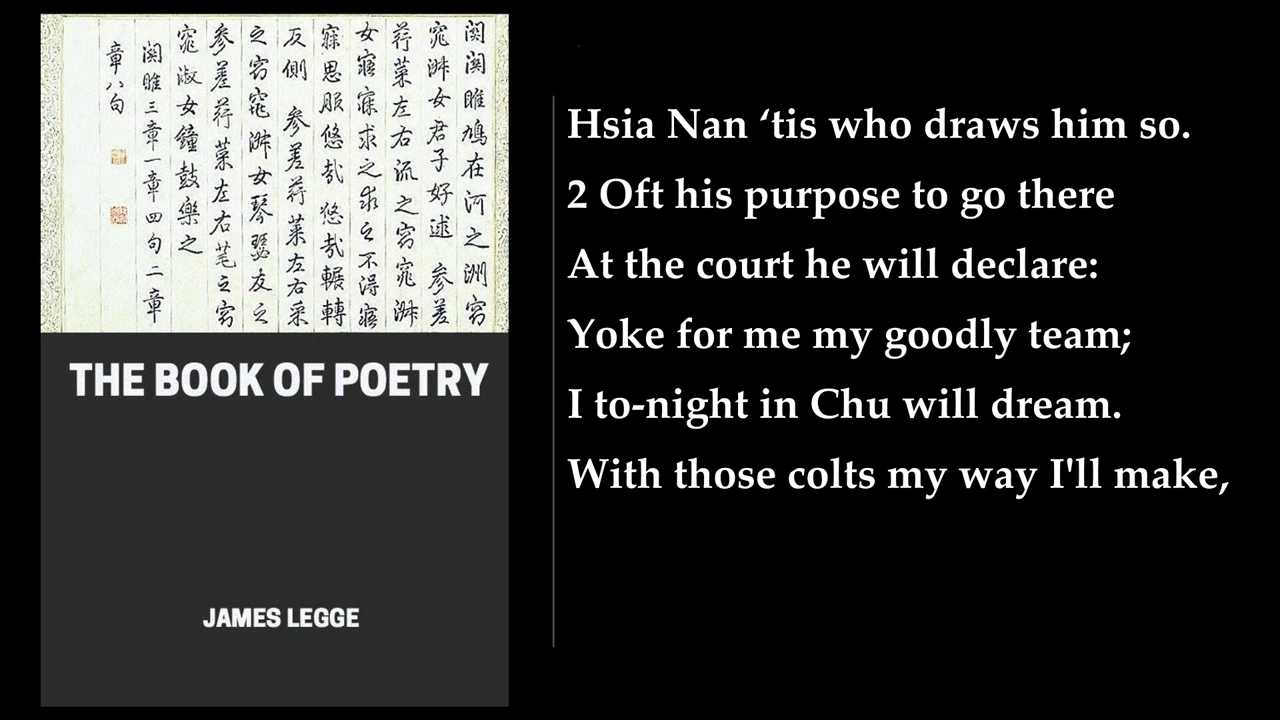 関関雎鳩在河之洲窈
窕淑女君子好逑 參差
荇菜左右流之窈窕淑
女寤寐求之求之不得寤
寐思服悠哉悠哉輾轉
反側 參差荇菜左右采
之窈窕淑女琴瑟友之
參差荇菜左右芼之窈
窕淑女鐘鼓樂之
関雎三章一章四句二章
章八句
THE BOOK OF POETRY
JAMES LEGGE
Hsia Nan ‘tis who draws him so.
2 Oft his purpose to go there
At the court he will declare:
Yoke for me my goodly team;
I to-night in Chu will dream.
With those colts my way I'll make,